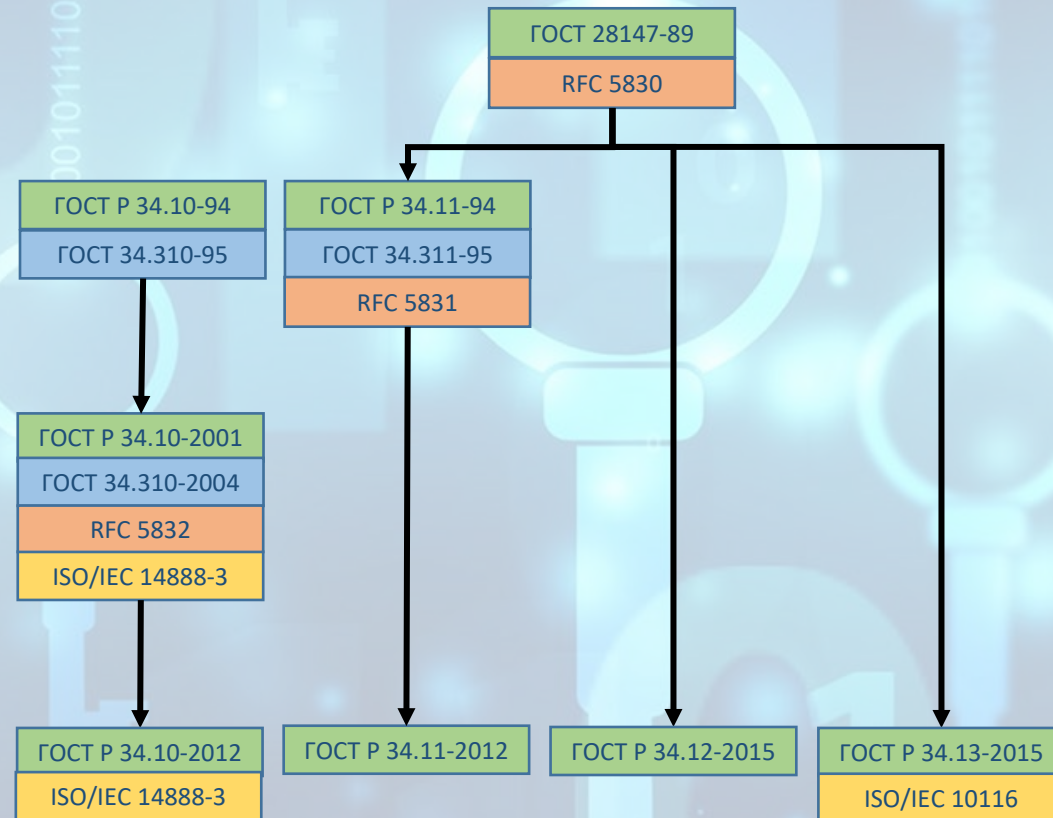 00101011110
ГОСТ 28147-89
RFC 5830
ГОСТ Р 34.10-94
ГОСТ 34.310-95
ГОСТ Р 34.11-94
ГОСТ 34.311-95
RFC 5831
ГОСТ Р 34.10-2001
ГОСТ 34.310-2004
RFC 5832
ISO/IEC 14888-3
ГОСТ Р 34.10-2012
ISO/IEC 14888-3
ГОСТ Р 34.11-2012
ГОСТ Р 34.12-2015
ГОСТ Р 34.13-2015
ISO/IEC 10116